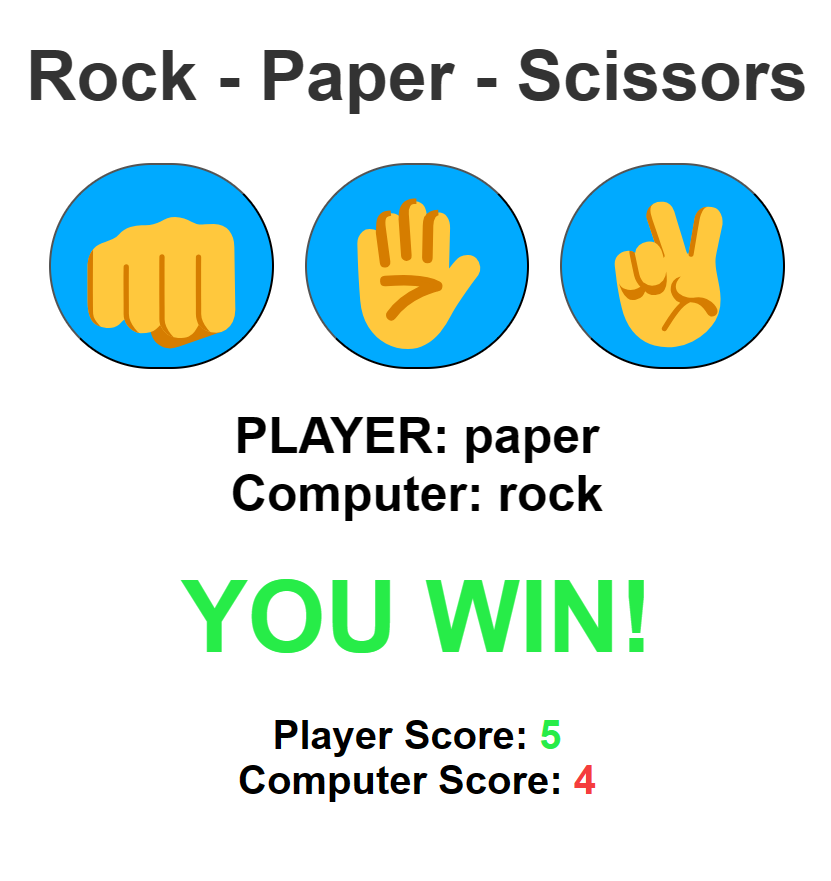 Rock - Paper - Scissors
PLAYER: paper
Computer: rock
YOU WIN!
Player Score: 5
Computer Score: 4